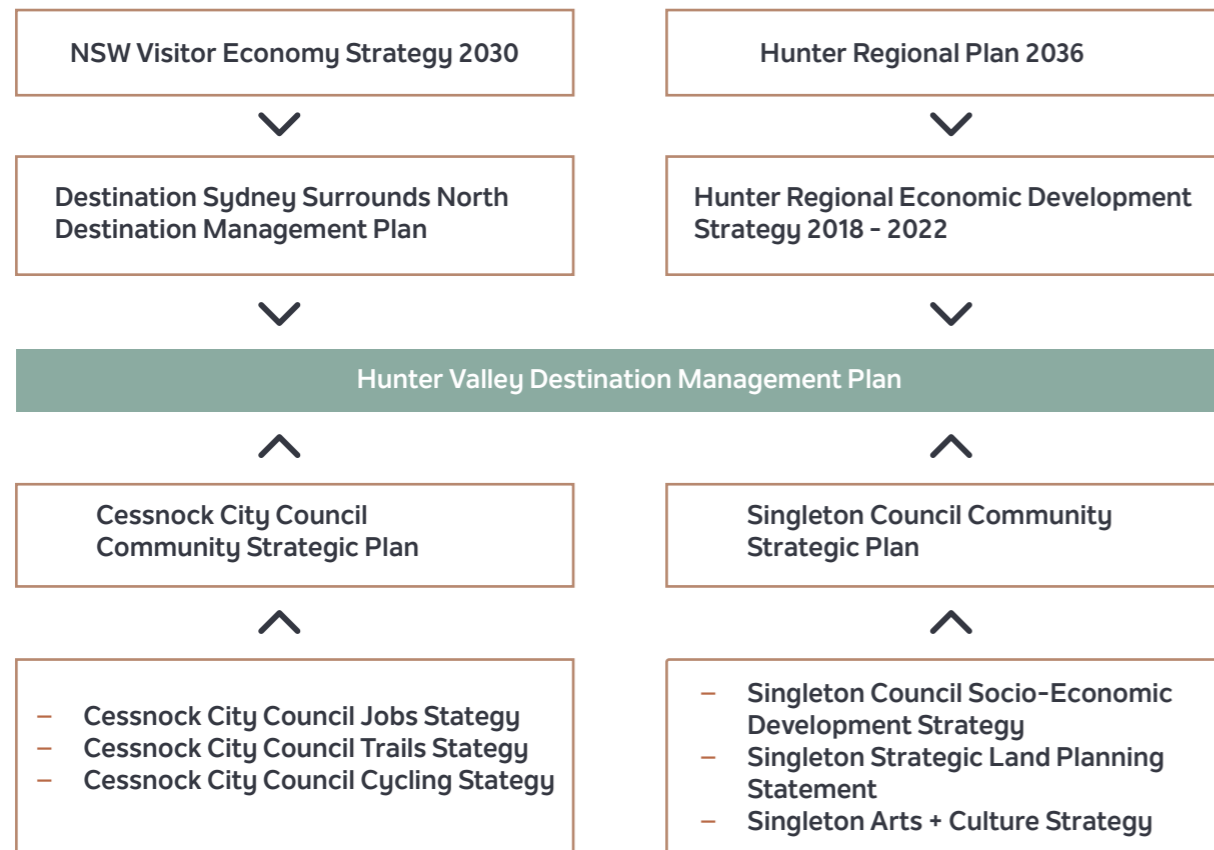 NSW Visitor Economy Strategy 2030
Hunter Regional Plan 2036
Destination Sydney Surrounds North
Destination Management Plan
Hunter Regional Economic Development
Strategy 2018 - 2022
Hunter Valley Destination Management Plan
Cessnock City Council
Community Strategic Plan
Singleton Council Community
Strategic Plan
– Cessnock City Council Jobs Stategy
– Cessnock City Council Trails Stategy
– Cessnock City Council Cycling Stategy
– Singleton Council Socio-Economic
Development Strategy
– Singleton Strategic Land Planning
Statement
– Singleton Arts + Culture Strategy